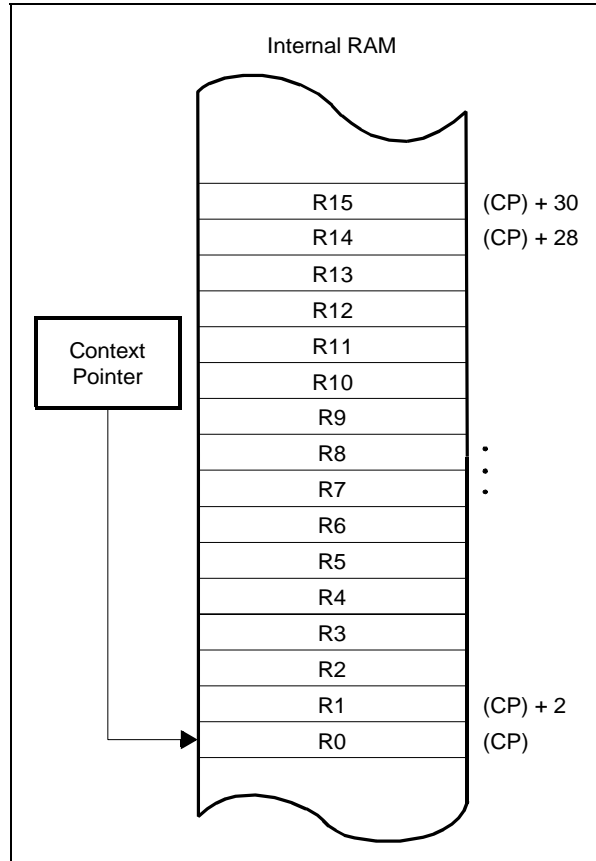 Internal RAM
R15 (CP) + 30
R14 (CP) + 28
R13
R12
R11
Context
Pointer
R10
R9
R8
R7
R6
R5
R4
R3
R2
R1 (CP) + 2
R0 (CP)